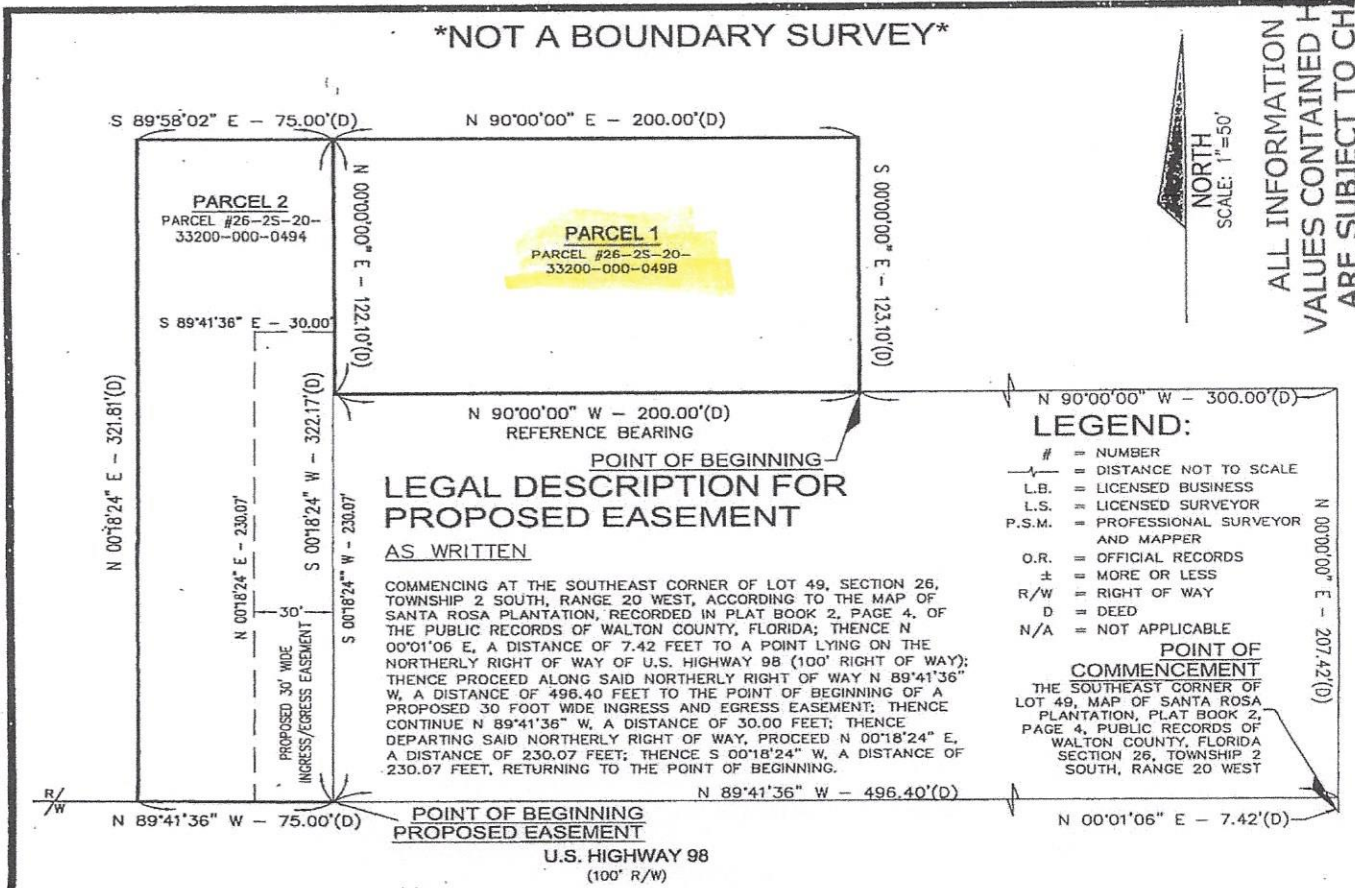 *NOT A BOUNDARY SURVEY*
ALL INFORMATION
VALUES CONTAINED
ARE SUBJECT TO
NORTH
SCALE: 1"=50'
S 89°58'02" E - 75.00'(D)
N 90°00'00" E - 200.00'(D)
PARCEL 2
PARCEL #26-2S-20-
33200-000-0494
N 00°00'00" E - 122.10'(D)
PARCEL 1
PARCEL #26-2S-20-
33200-000-049B
S 00°00'00" E - 123.10'(D)
S 89°41'36" E - 30.00'
N 00°18'24" E - 321.81'(D)
N 00°18'24" E - 230.07'
S 00°18'24" W - 322.17'(D)
S 00°18'24"" W - 230.07'
30'
PROPOSED 30' WIDE
INGRESS/EGRESS EASEMENT
N 90°00'00" W - 200.00'(D)
REFERENCE BEARING
POINT OF BEGINNING
N 90°00'00" W - 300.00'(D)
LEGAL DESCRIPTION FOR
PROPOSED EASEMENT
AS WRITTEN
COMMENCING AT THE SOUTHEAST CORNER OF LOT 49, SECTION 26,
TOWNSHIP 2 SOUTH, RANGE 20 WEST, ACCORDING TO THE MAP OF
SANTA ROSA PLANTATION, RECORDED IN PLAT BOOK 2, PAGE 4, OF
THE PUBLIC RECORDS OF WALTON COUNTY, FLORIDA; THENCE N
00°01'06 E, A DISTANCE OF 7.42 FEET TO A POINT LYING ON THE
NORTHERLY RIGHT OF WAY OF U.S. HIGHWAY 98 (100' RIGHT OF WAY);
THENCE PROCEED ALONG SAID NORTHERLY RIGHT OF WAY N 89°41'36"
W, A DISTANCE OF 496.40 FEET TO THE POINT OF BEGINNING OF A
PROPOSED 30 FOOT WIDE INGRESS AND EGRESS EASEMENT; THENCE
CONTINUE N 89°41'36" W, A DISTANCE OF 30.00 FEET; THENCE
DEPARTING SAID NORTHERLY RIGHT OF WAY, PROCEED N 00°18'24" E,
A DISTANCE OF 230.07 FEET; THENCE S 00°18'24" W, A DISTANCE OF
230.07 FEET, RETURNING TO THE POINT OF BEGINNING.
LEGEND:
# = NUMBER
= DISTANCE NOT TO SCALE
L.B. = LICENSED BUSINESS
L.S. = LICENSED SURVEYOR
P.S.M. = PROFESSIONAL SURVEYOR
AND MAPPER
O.R. = OFFICIAL RECORDS
± = MORE OR LESS
R/W = RIGHT OF WAY
D = DEED
N/A = NOT APPLICABLE
N 00°00'00" E - 207.42'(D)
POINT OF
COMMENCEMENT
THE SOUTHEAST CORNER OF
LOT 49, MAP OF SANTA ROSA
PLANTATION, PLAT BOOK 2,
PAGE 4, PUBLIC RECORDS OF
WALTON COUNTY, FLORIDA
SECTION 26, TOWNSHIP 2
SOUTH, RANGE 20 WEST
R/W
N 89°41'36" W - 496.40'(D)
N 89°41'36" W - 75.00'(D)
POINT OF BEGINNING
PROPOSED EASEMENT
N 00°01'06" E - 7.42'(D)
U.S. HIGHWAY 98
(100' R/W)